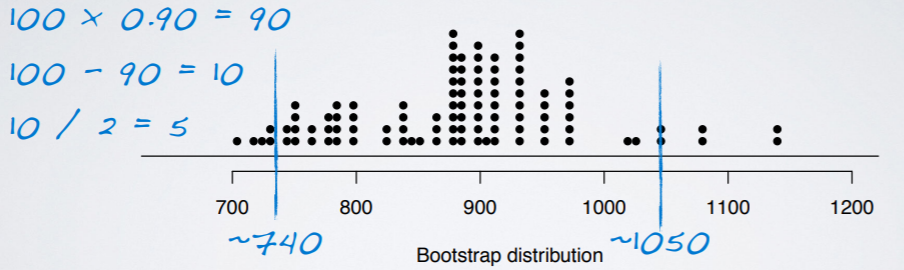 100 × 0.90 = 90
100 - 90 = 10
10 / 2 = 5
700 800 900 1000 1100 1200
~740 ~1050
Bootstrap distribution